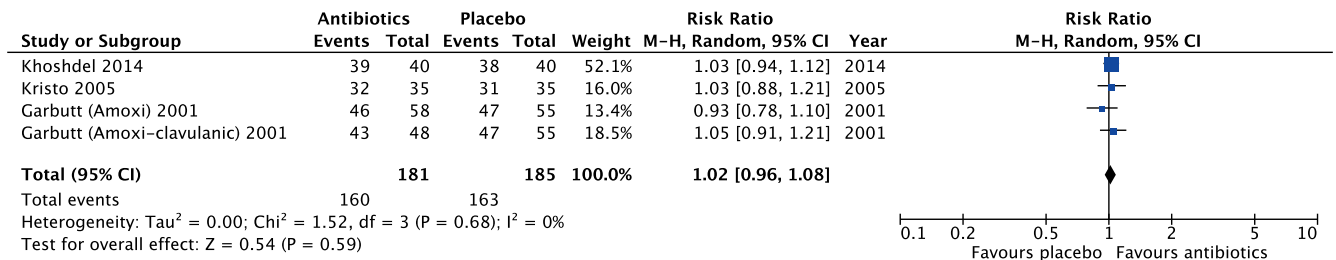 Antibiotics Placebo Risk Ratio Risk Ratio
Study or Subgroup Events Total Events Total Weight M-H, Random, 95% CI Year M-H, Random, 95% CI
Khoshdel 2014 39 40 38 40 52.1% 1.03 [0.94, 1.12] 2014
Kristo 2005 32 35 31 35 16.0% 1.03 [0.88, 1.21] 2005
Garbutt (Amoxi) 2001 46 58 47 55 13.4% 0.93 [0.78, 1.10] 2001
Garbutt (Amoxi-clavulanic) 2001 43 48 47 55 18.5% 1.05 [0.91, 1.21] 2001
Total (95% CI) 181 185 100.0% 1.02 [0.96, 1.08]
Total events 160 163
Heterogeneity: Tau² = 0.00; Chi² = 1.52, df = 3 (P = 0.68); I² = 0%
Test for overall effect: Z = 0.54 (P = 0.59)
0.1 0.2 0.5 1 2 5 10
Favours placebo Favours antibiotics